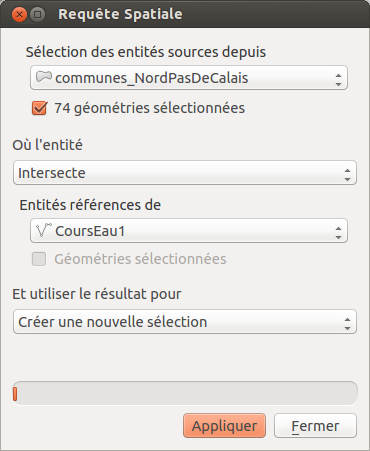 Requête Spatiale
Sélection des entités sources depuis
communes_NordPasDeCalais
74 géométries sélectionnées
Où l'entité
Intersecte
Entités références de
CoursEau1
Géométries sélectionnées
Et utiliser le résultat pour
Créer une nouvelle sélection
Appliquer
Fermer